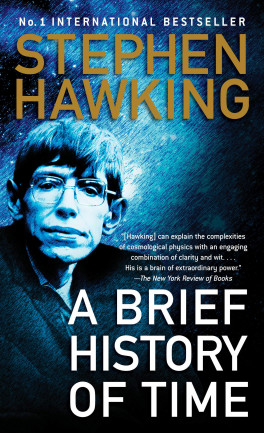 No.1 INTERNATIONAL BESTSELLER
STEPHEN
HAWKING
"[Hawking] can explain the complexities
of cosmological physics with an engaging
combination of clarity and wit. . . .
His is a brain of extraordinary power."
—The New York Review of Books
A BRIEF
HISTORY
OF TIME